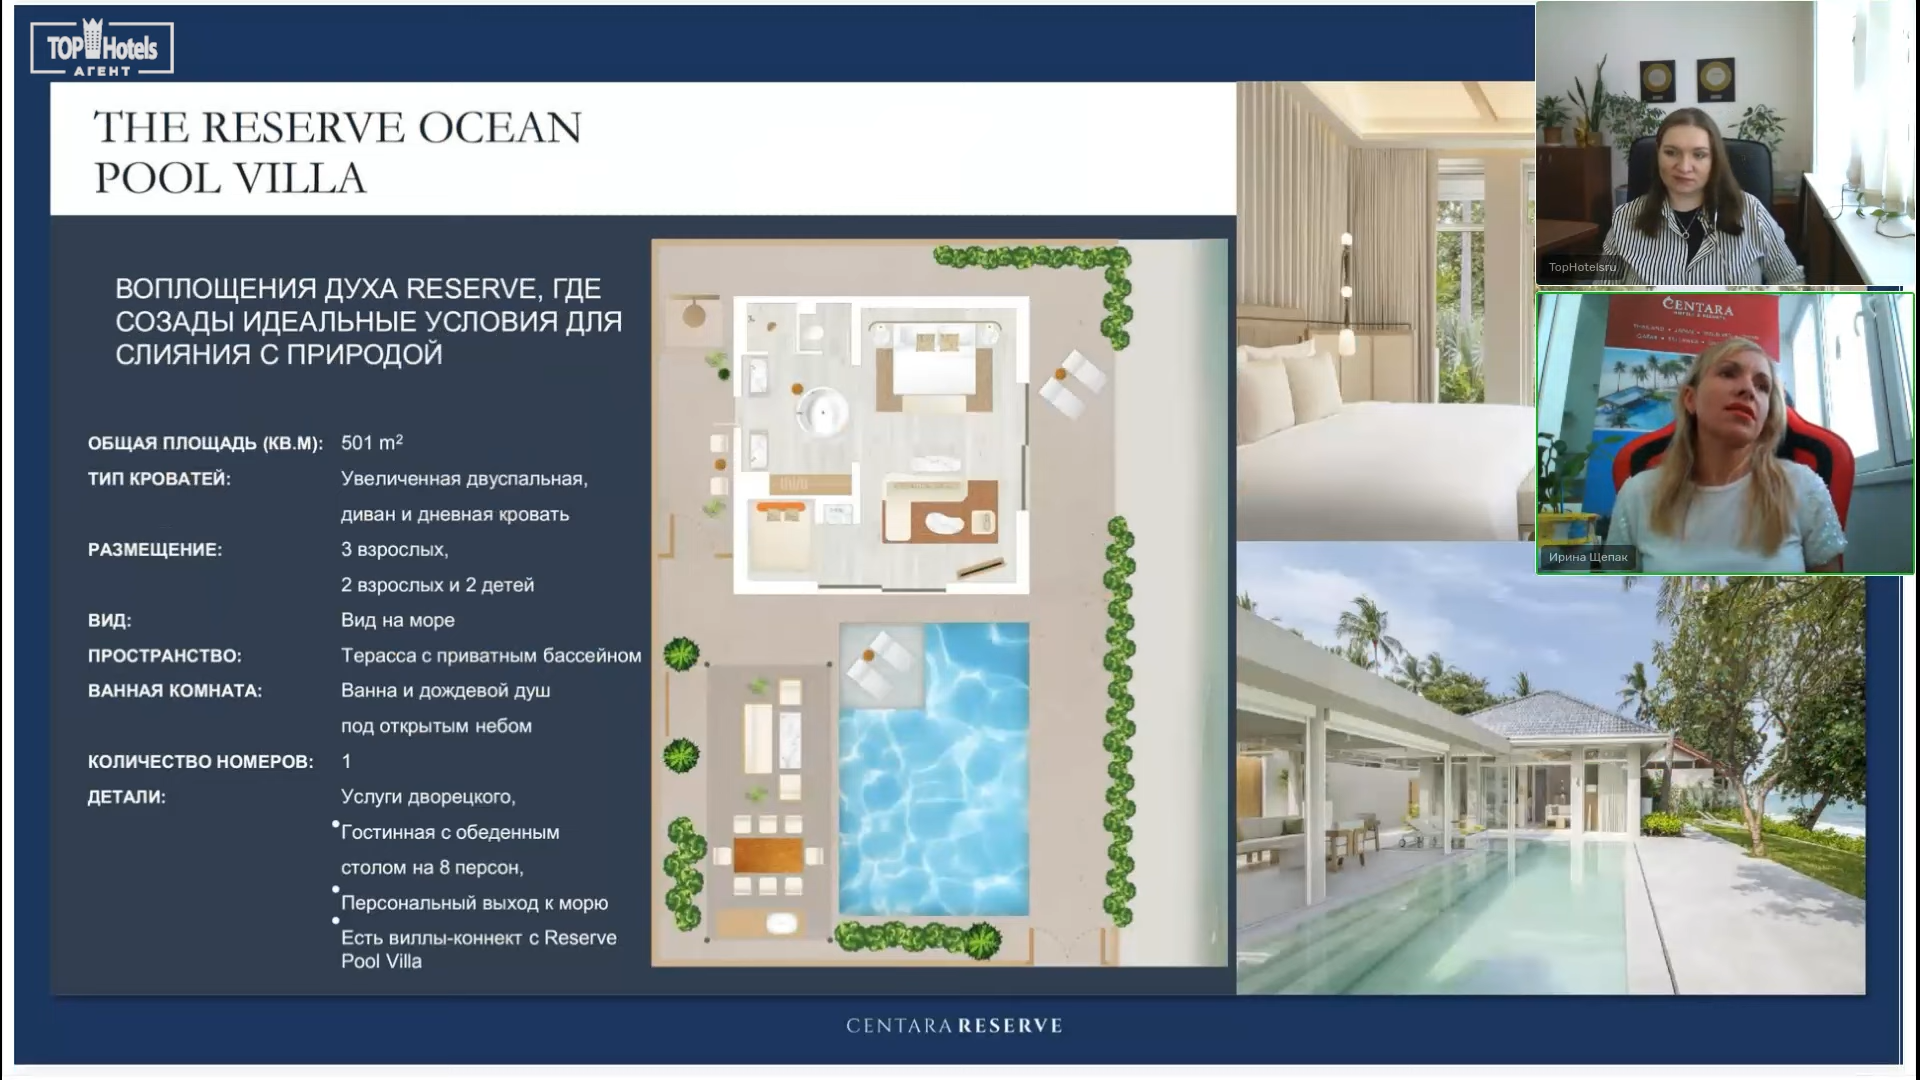 TOP Hotels
АГЕНТ
THE RESERVE OCEAN
POOL VILLA
ВОПЛОЩЕНИЯ ДУХА RESERVE, ГДЕ
СОЗАДЫ ИДЕАЛЬНЫЕ УСЛОВИЯ ДЛЯ
СЛИЯНИЯ С ПРИРОДОЙ
ОБЩАЯ ПЛОЩАДЬ (КВ.М): 501 m²
ТИП КРОВАТЕЙ: Увеличенная двуспальная,
диван и дневная кровать
РАЗМЕЩЕНИЕ: 3 взрослых,
2 взрослых и 2 детей
ВИД: Вид на море
ПРОСТРАНСТВО: Терасса с приватным бассейном
ВАННАЯ КОМНАТА: Ванна и дождевой душ
под открытым небом
КОЛИЧЕСТВО НОМЕРОВ: 1
ДЕТАЛИ: Услуги дворецкого,
• Гостинная с обеденным
столом на 8 персон,
• Персональный выход к морю
• Есть виллы-коннект с Reserve
Pool Villa
CENTARA RESERVE
TopHotelsru
CENTARA
Ирина Щепак